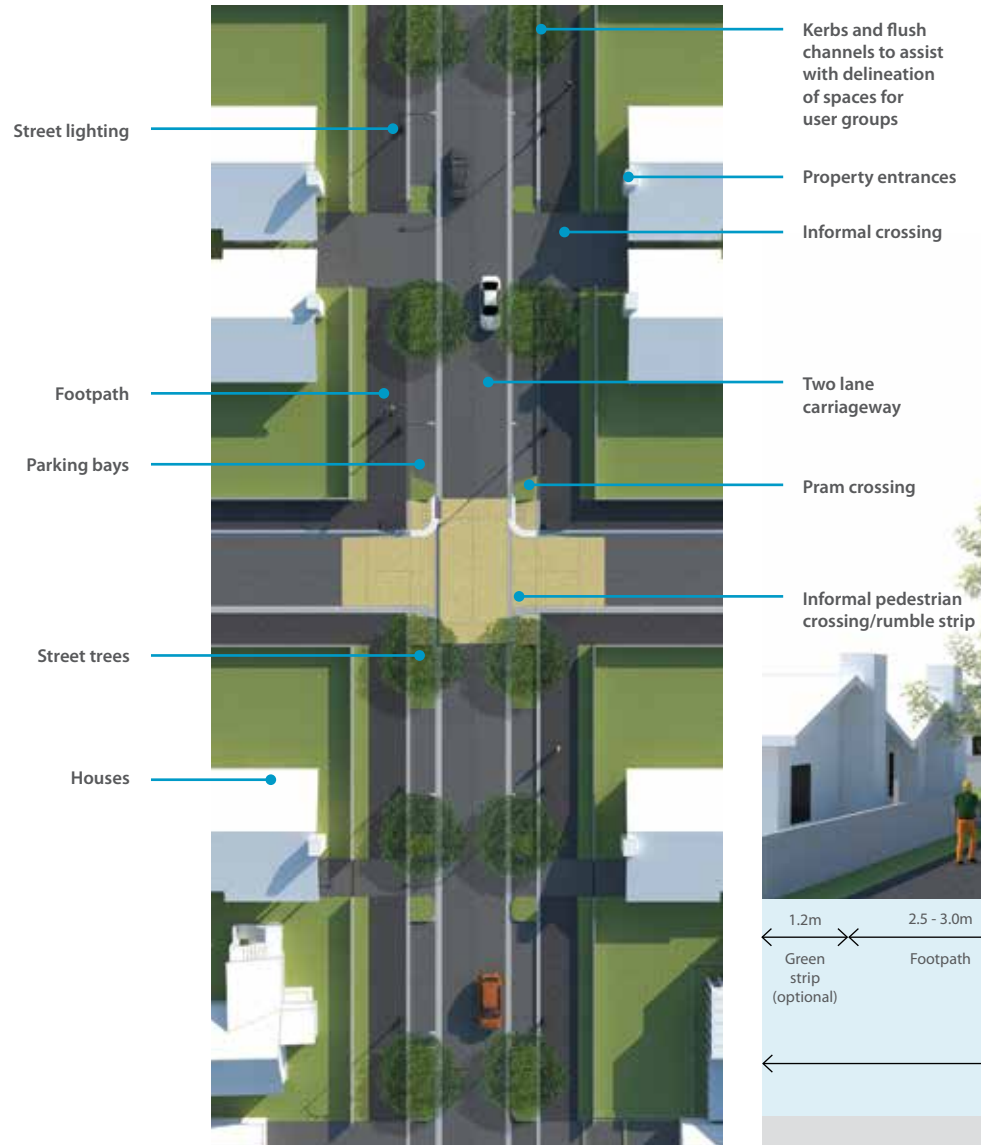 Street lighting
Footpath
Parking bays
Street trees
Houses
Kerbs and flush
channels to assist
with delineation
of spaces for
user groups
Property entrances
Informal crossing
Two lane
carriageway
Pram crossing
Informal pedestrian
crossing/rumble strip
1.2m
2.5 - 3.0m
Green
strip
(optional)
Footpath